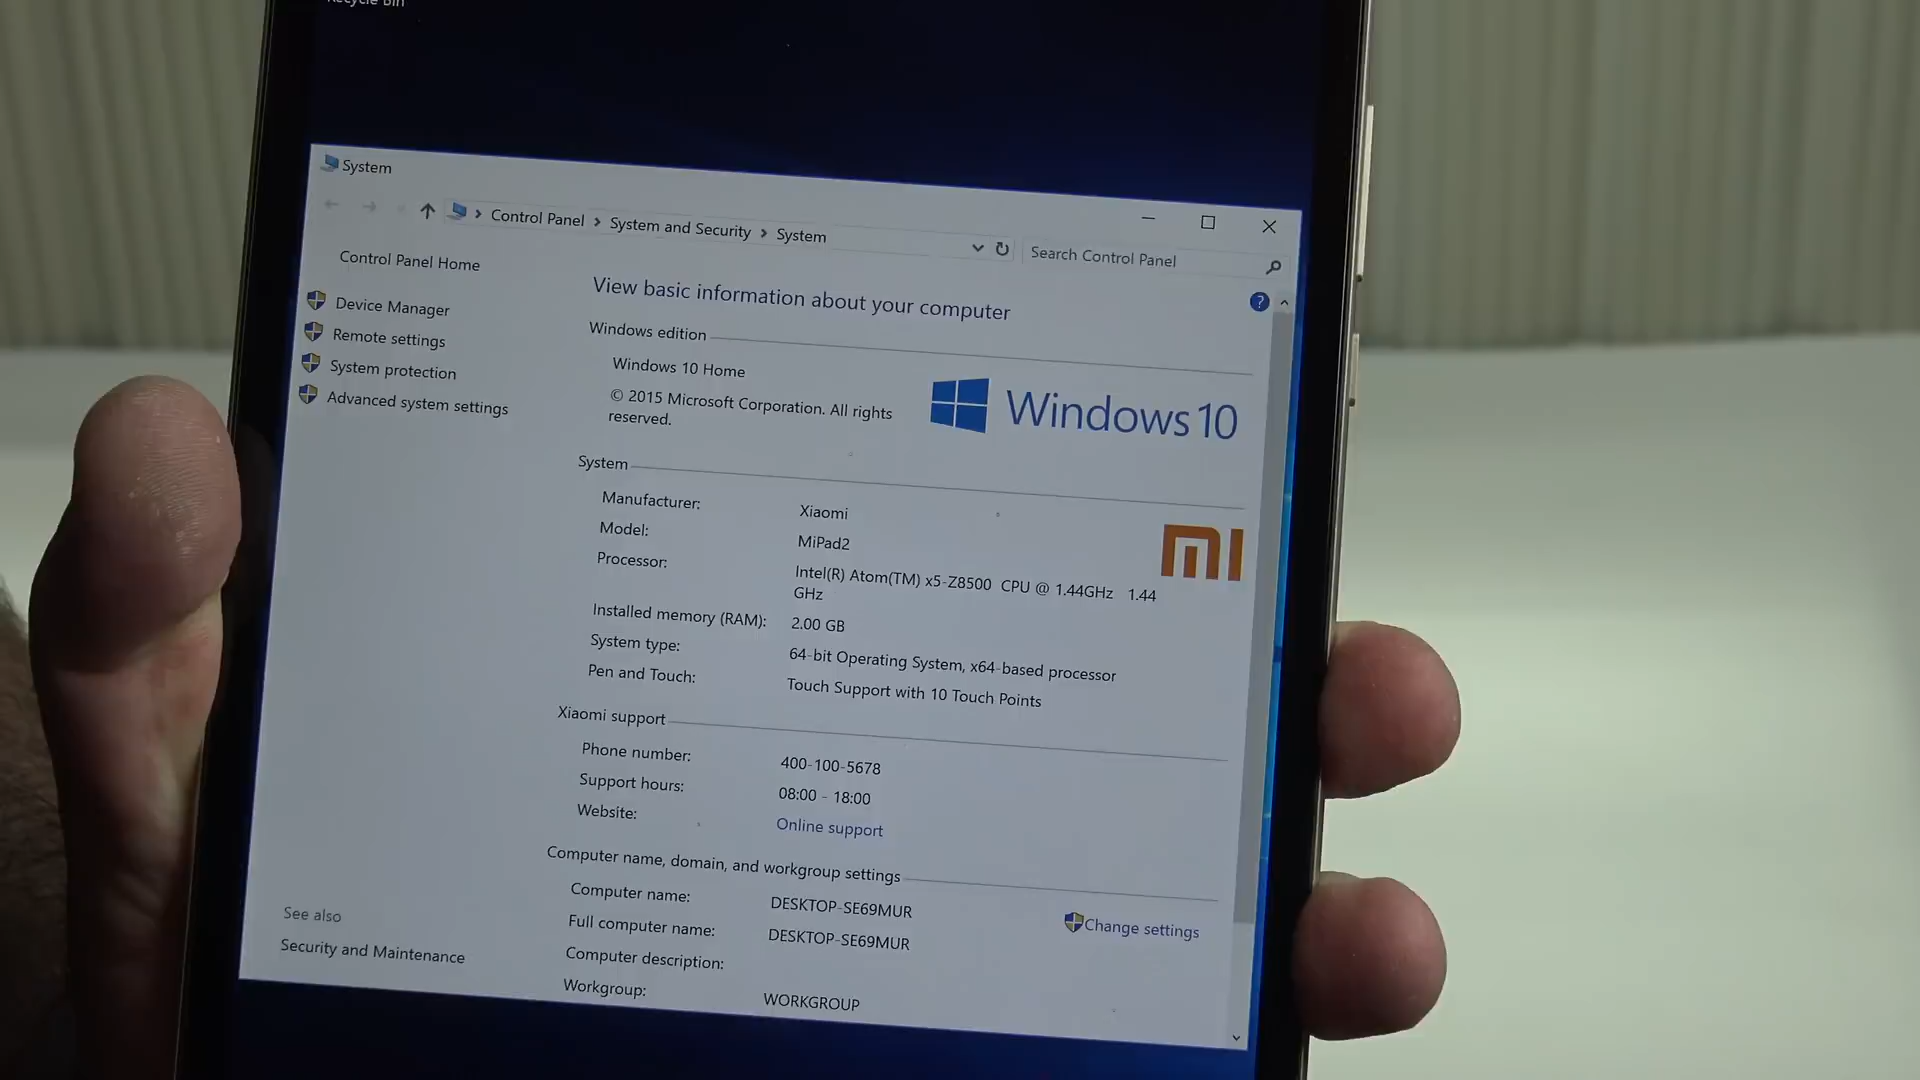 Recycle Bin
System
Control Panel > System and Security > System
Search Control Panel
Control Panel Home
Device Manager
Remote settings
System protection
Advanced system settings
View basic information about your computer
?
Windows edition
Windows 10 Home
© 2015 Microsoft Corporation. All rights
reserved.
Windows 10
System
Manufacturer: Xiaomi
Model: MiPad2
Processor: Intel(R) Atom(TM) x5-Z8500 CPU @ 1.44GHz 1.44
GHz
Installed memory (RAM): 2.00 GB
System type: 64-bit Operating System, x64-based processor
Pen and Touch: Touch Support with 10 Touch Points
MI
Xiaomi support
Phone number: 400-100-5678
Support hours: 08:00 - 18:00
Website: Online support
Computer name, domain, and workgroup settings
Computer name: DESKTOP-SE69MUR
Full computer name: DESKTOP-SE69MUR
Computer description:
Workgroup: WORKGROUP
Change settings
See also
Security and Maintenance